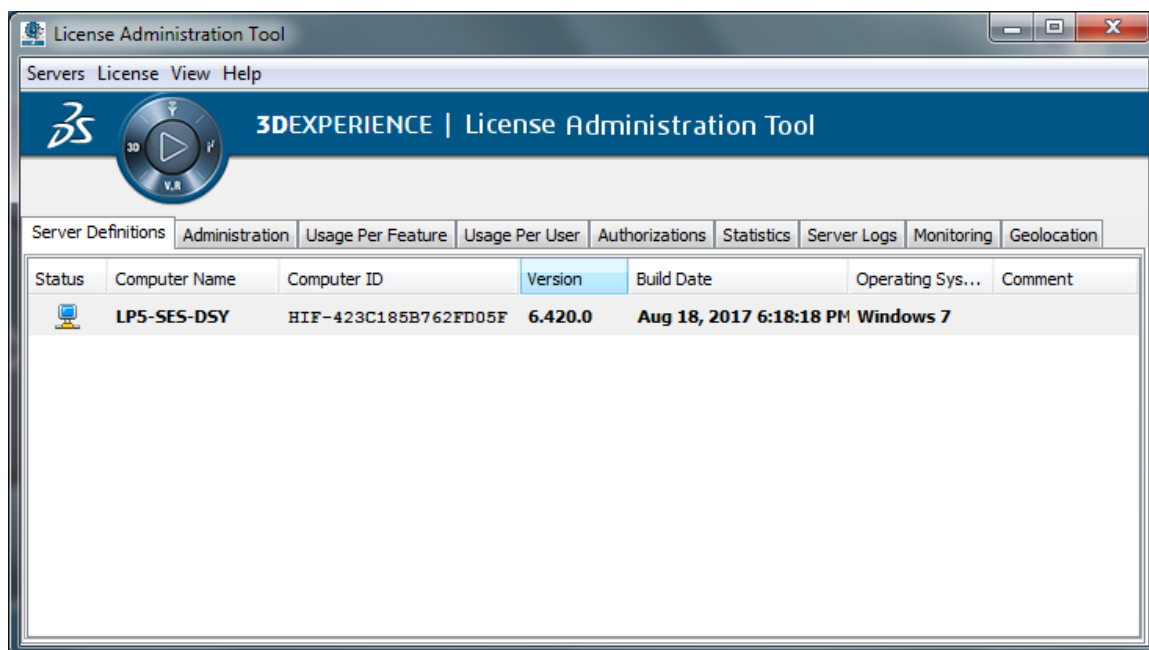 License Administration Tool
Servers License View Help
3DS 3D V,R i² 3DEXPERIENCE | License Administration Tool
Server Definitions Administration Usage Per Feature Usage Per User Authorizations Statistics Server Logs Monitoring Geolocation
Status Computer Name Computer ID Version Build Date Operating Sys... Comment
LP5-SES-DSY HIF-423C185B762FD05F 6.420.0 Aug 18, 2017 6:18:18 PM Windows 7